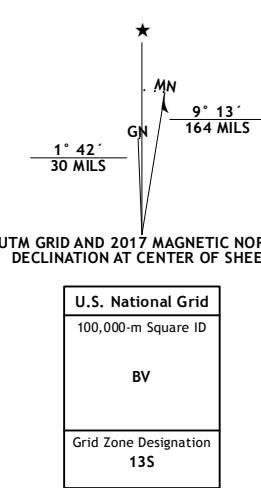 ★
MN
GN
9° 13´
164 MILS
1° 42´
30 MILS
UTM GRID AND 2017 MAGNETIC NOR
DECLINATION AT CENTER OF SHEE
U.S. National Grid
100,000-m Square ID
BV
Grid Zone Designation
13S